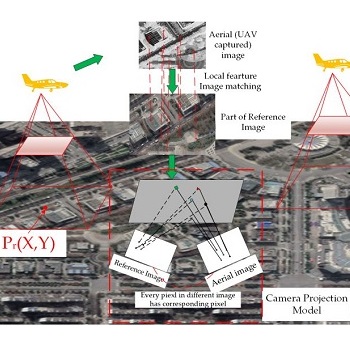 Aerial (UAV
captured)
image
Local fearture
Image matching
Part of Reference
Image
PT(X,Y)
Reference Image
Aerial image
Every piexl in different image
has corresponding pixel
Camera Projection
Model